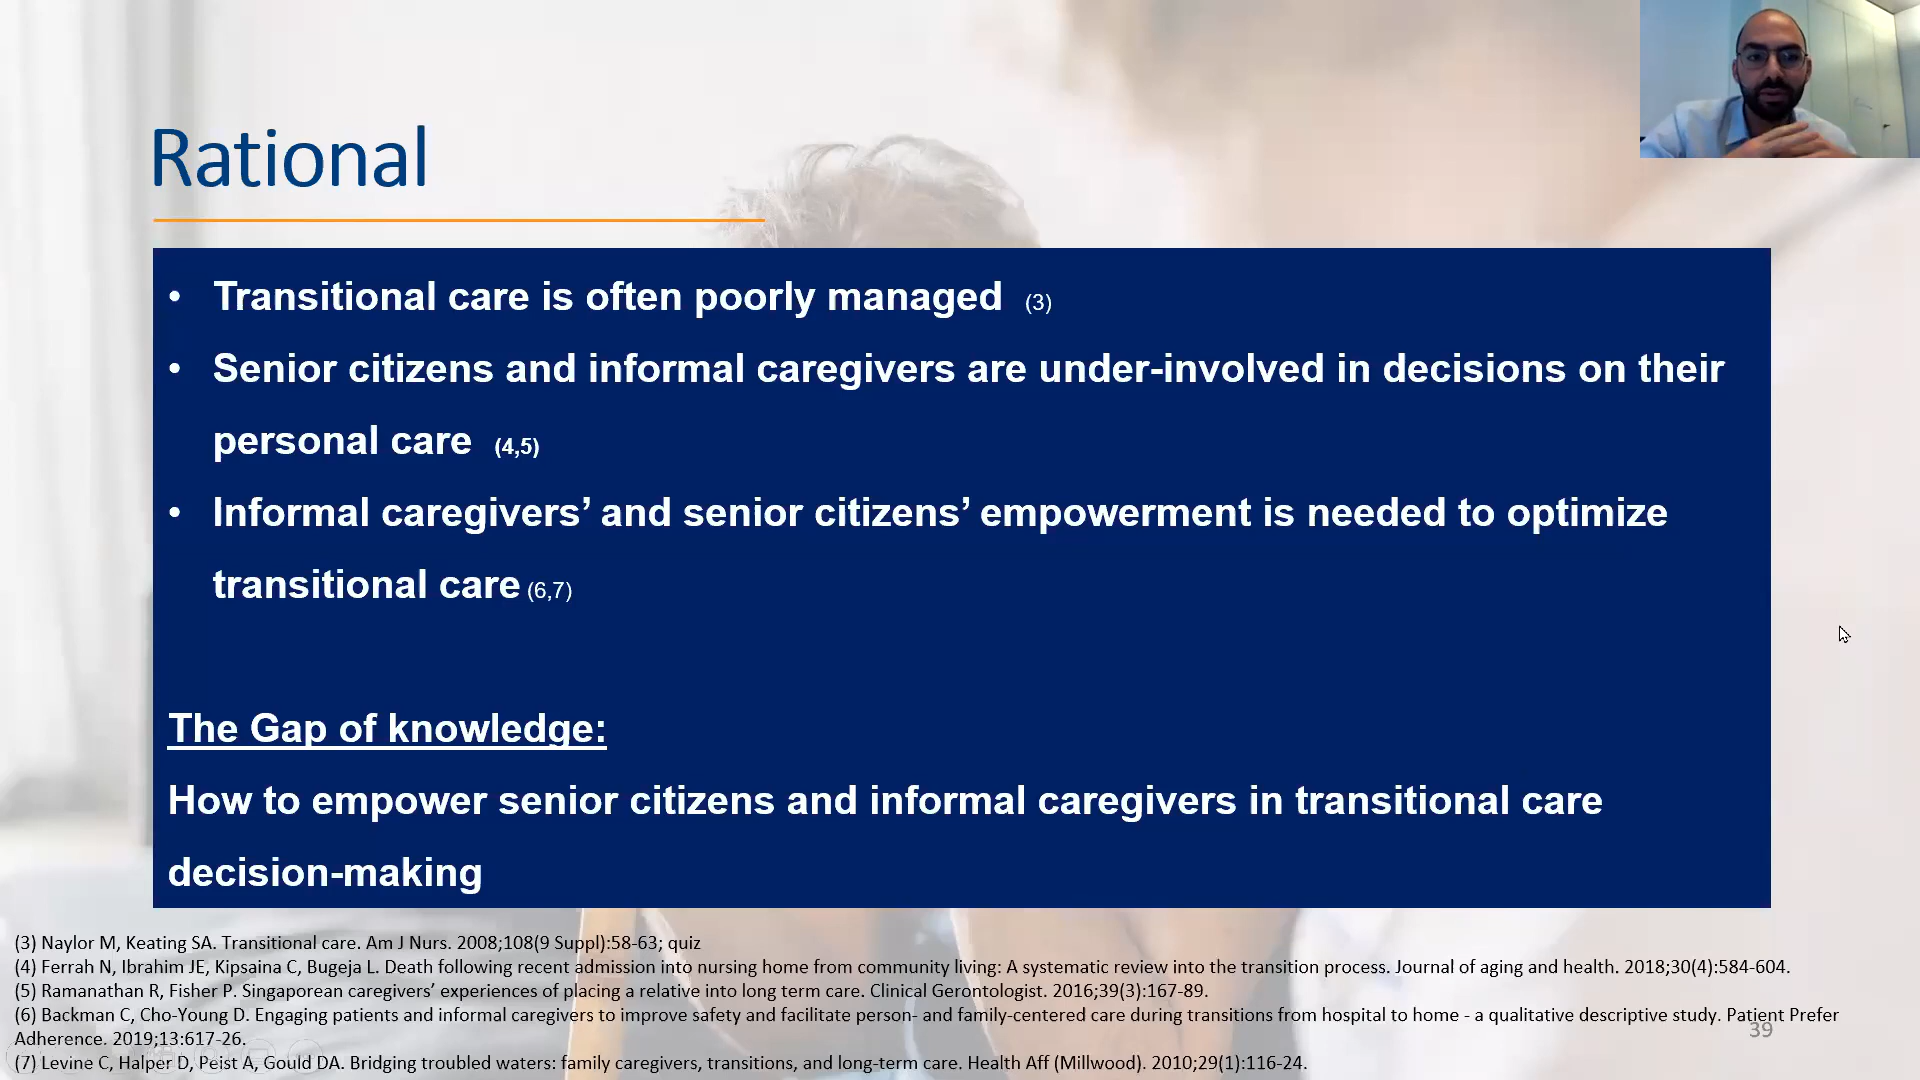 Rational
• Transitional care is often poorly managed (3)
• Senior citizens and informal caregivers are under-involved in decisions on their
personal care (4,5)
• Informal caregivers’ and senior citizens’ empowerment is needed to optimize
transitional care (6,7)
The Gap of knowledge:
How to empower senior citizens and informal caregivers in transitional care
decision-making
(3) Naylor M, Keating SA. Transitional care. Am J Nurs. 2008;108(9 Suppl):58-63; quiz
(4) Ferrah N, Ibrahim JE, Kipsaina C, Bugeja L. Death following recent admission into nursing home from community living: A systematic review into the transition process. Journal of aging and health. 2018;30(4):584-604.
(5) Ramanathan R, Fisher P. Singaporean caregivers’ experiences of placing a relative into long term care. Clinical Gerontologist. 2016;39(3):167-89.
(6) Backman C, Cho-Young D. Engaging patients and informal caregivers to improve safety and facilitate person- and family-centered care during transitions from hospital to home - a qualitative descriptive study. Patient Prefer
Adherence. 2019;13:617-26.
39
(7) Levine C, Halper D, Peist A, Gould DA. Bridging troubled waters: family caregivers, transitions, and long-term care. Health Aff (Millwood). 2010;29(1):116-24.